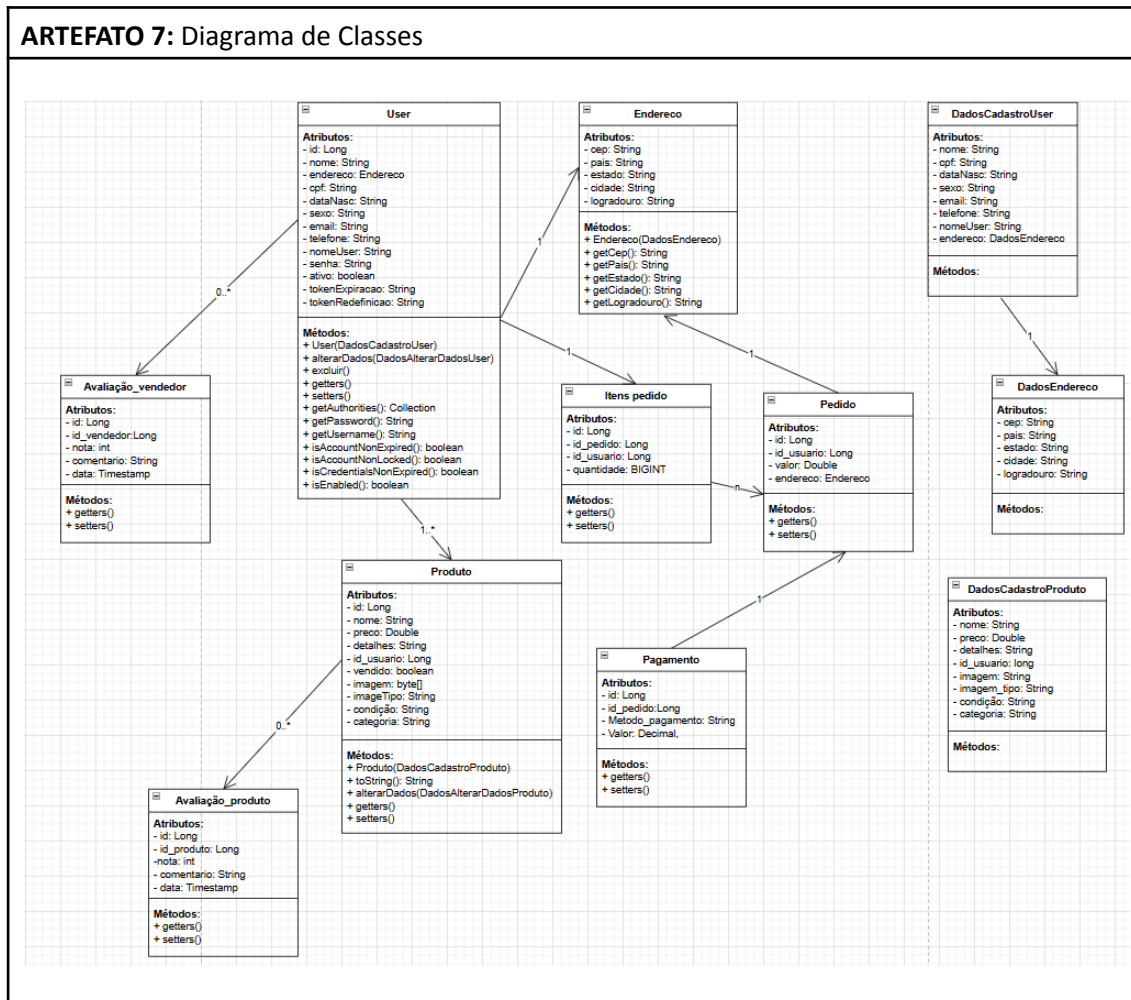 ARTEFATO 7: Diagrama de Classes
User
Atributos:
- id: Long
- nome: String
- endereco: Endereco
- cpf: String
- dataNasc: String
- sexo: String
- email: String
- telefone: String
- nomeUser: String
- senha: String
- ativo: boolean
- tokenExpiracao: String
- tokenRedefinicao: String
Métodos:
+ User(DadosCadastroUser)
+ alterarDados(DadosAlterarDadosUser)
+ excluir()
+ getters()
+ setters()
+ getAuthorities(): Collection
+ getPassword(): String
+ getUsername(): String
+ isAccountNonExpired(): boolean
+ isAccountNonLocked(): boolean
+ isCredentialsNonExpired(): boolean
+ isEnabled(): boolean
Endereco
Atributos:
- cep: String
- pais: String
- estado: String
- cidade: String
- logradouro: String
Métodos:
+ Endereco(DadosEndereco)
+ getCep(): String
+ getPais(): String
+ getEstado(): String
+ getCidade(): String
+ getLogradouro(): String
DadosCadastroUser
Atributos:
- nome: String
- cpf: String
- dataNasc: String
- sexo: String
- email: String
- telefone: String
- nomeUser: String
- endereco: DadosEndereco
Métodos:
0..*
1
1
1
1
Avaliação_vendedor
Atributos:
- id: Long
- id_vendedor:Long
- nota: int
- comentario: String
- data: Timestamp
Métodos:
+ getters()
+ setters()
Itens pedido
Atributos:
- id: Long
- id_pedido: Long
- id_usuario: Long
- quantidade: BIGINT
Métodos:
+ getters()
+ setters()
n
Pedido
Atributos:
- id: Long
- id_usuario: Long
- valor: Double
- endereco: Endereco
Métodos:
+ getters()
+ setters()
DadosEndereco
Atributos:
- cep: String
- pais: String
- estado: String
- cidade: String
- logradouro: String
Métodos:
1..*
Produto
Atributos:
- id: Long
- nome: String
- preco: Double
- detalhes: String
- id_usuario: Long
- vendido: boolean
- imagem: byte[]
- imageTipo: String
- condição: String
- categoria: String
Métodos:
+ Produto(DadosCadastroProduto)
+ toString(): String
+ alterarDados(DadosAlterarDadosProduto)
+ getters()
+ setters()
1
Pagamento
Atributos:
- id: Long
- id_pedido:Long
- Metodo_pagamento: String
- Valor: Decimal,
Métodos:
+ getters()
+ setters()
DadosCadastroProduto
Atributos:
- nome: String
- preco: Double
- detalhes: String
- id_usuario: long
- imagem: String
- imagem_tipo: String
- condição: String
- categoria: String
Métodos:
0..*
Avaliação_produto
Atributos:
- id: Long
- id_produto: Long
-nota: int
- comentario: String
- data: Timestamp
Métodos:
+ getters()
+ setters()